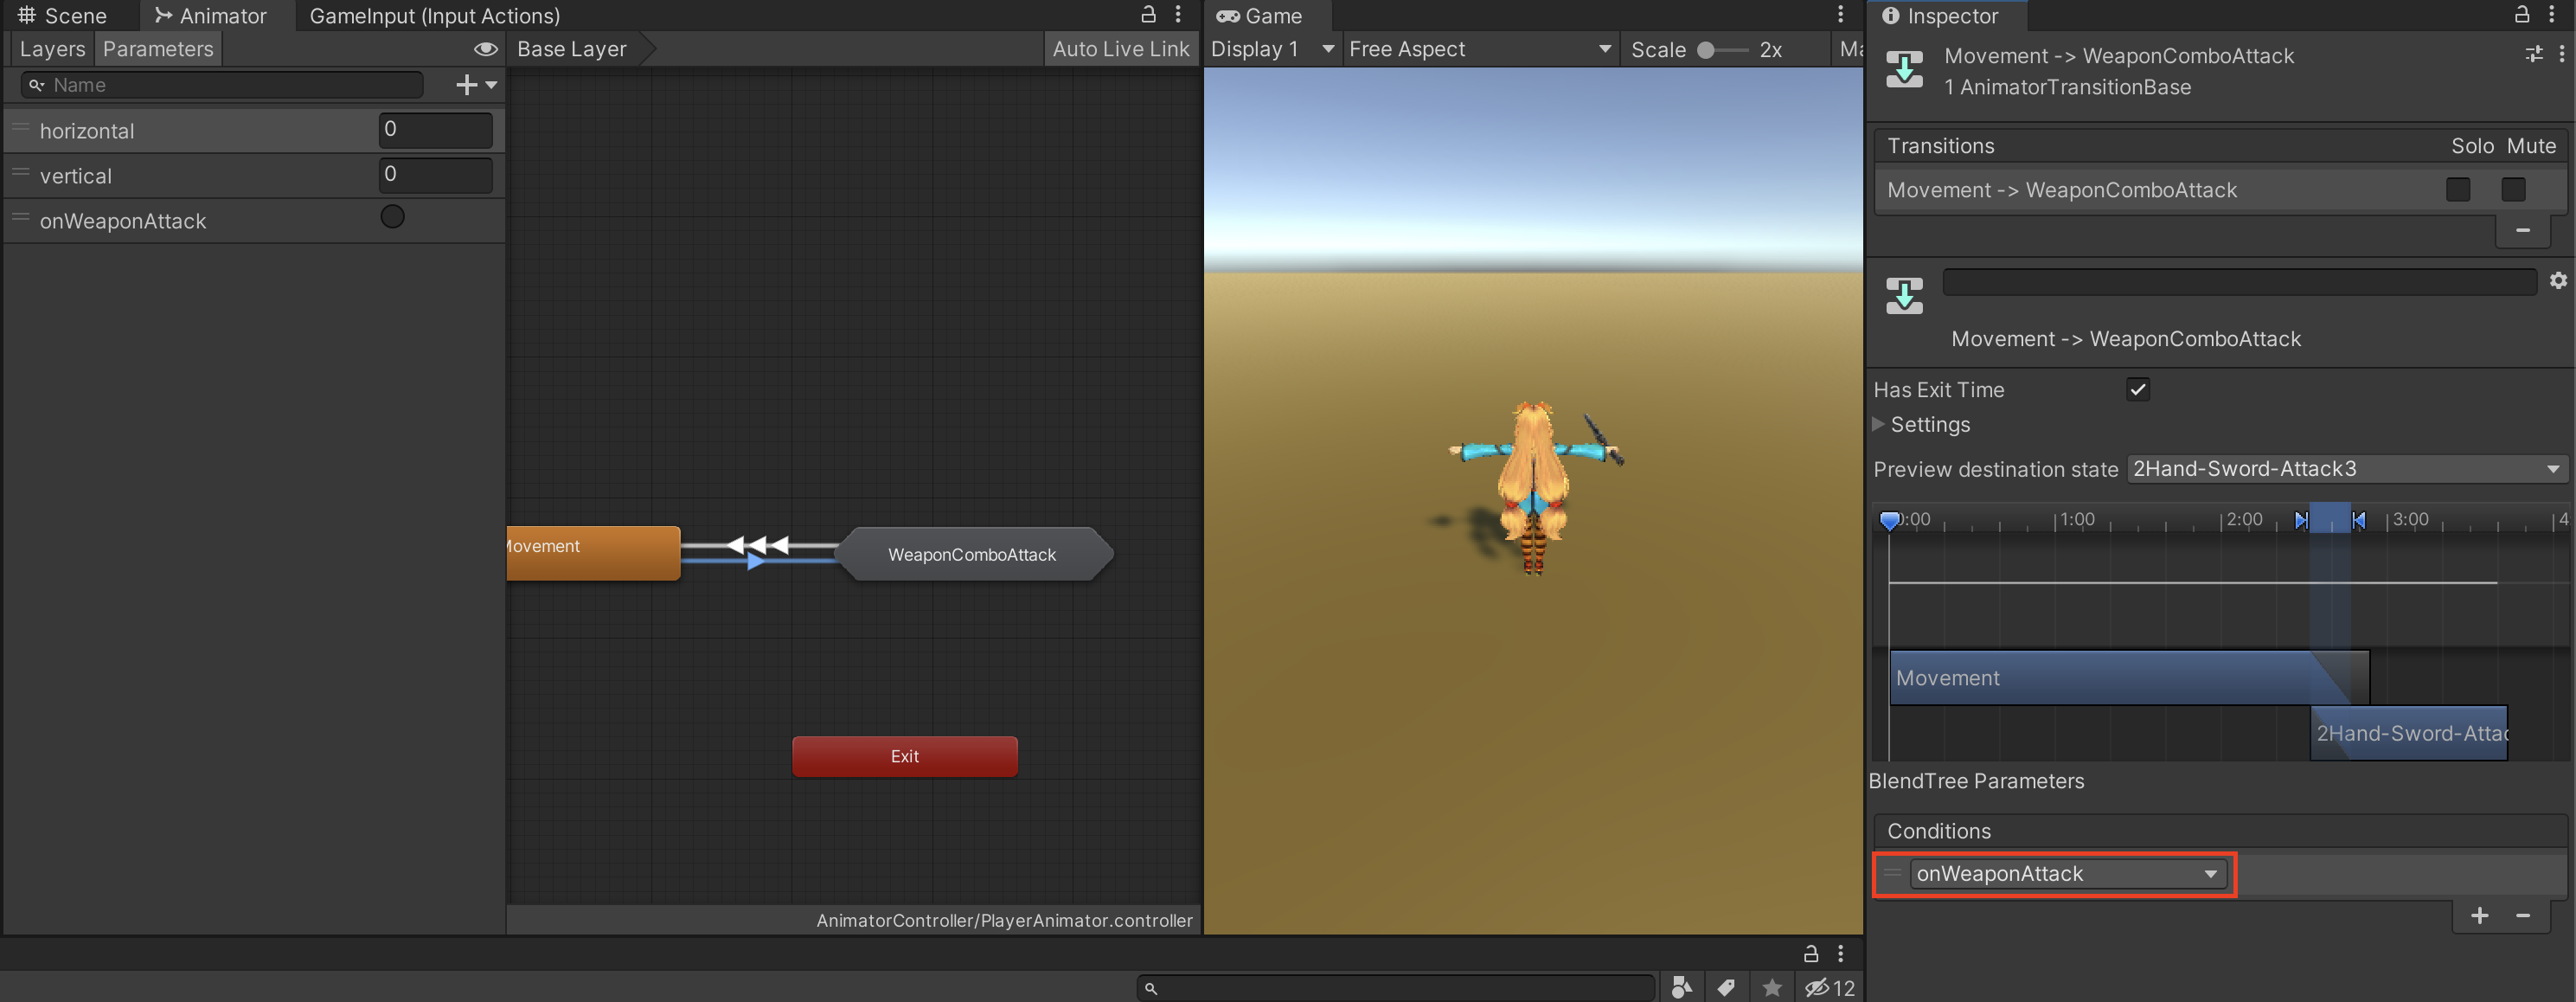 Scene
Animator
GameInput (Input Actions)
Layers
Parameters
Base Layer
Auto Live Link
Name
horizontal
0
vertical
0
onWeaponAttack
Movement
WeaponComboAttack
Exit
AnimatorController/PlayerAnimator.controller
Game
Display 1
Free Aspect
Scale
2x
Ma
12
Inspector
Movement -> WeaponComboAttack
1 AnimatorTransitionBase
Transitions
Solo
Mute
Movement -> WeaponComboAttack
Movement -> WeaponComboAttack
Has Exit Time
Settings
Preview destination state
2Hand-Sword-Attack3
:00
1:00
2:00
3:00
4
Movement
2Hand-Sword-Attac
BlendTree Parameters
Conditions
onWeaponAttack